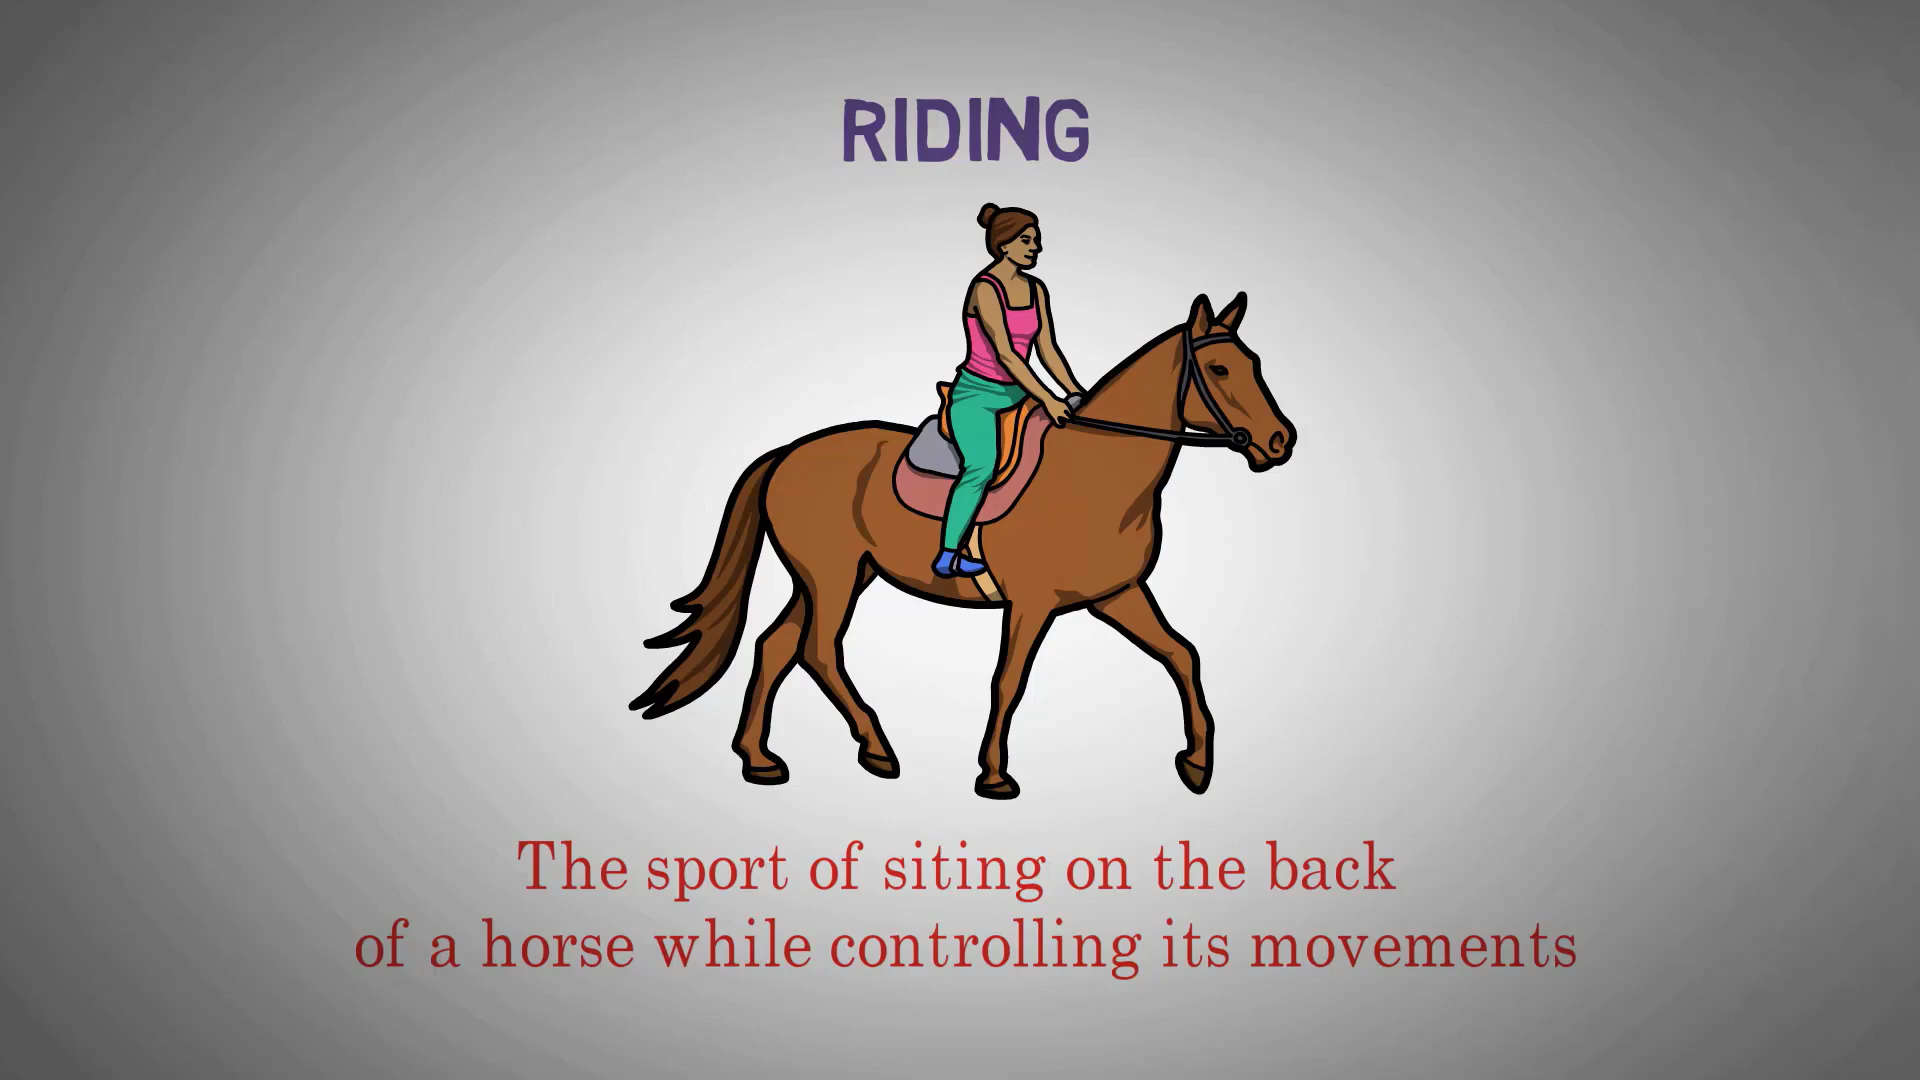 RIDING
The sport of siting on the back
of a horse while controlling its movements